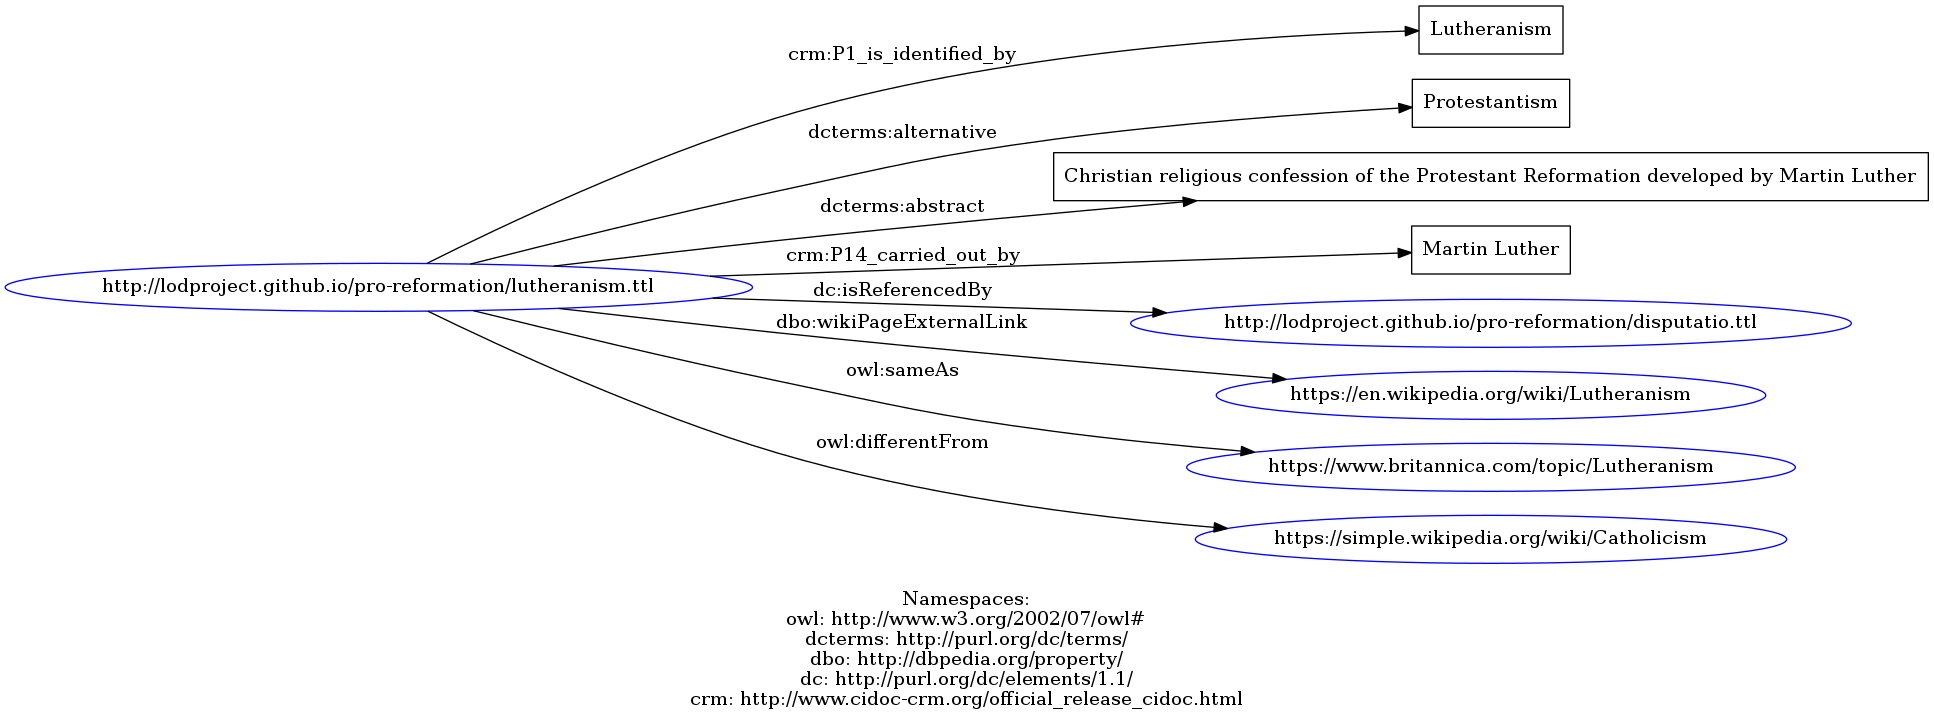 crm:P1_is_identified_by
Lutheranism
dcterms:alternative
Protestantism
dcterms:abstract
Christian religious confession of the Protestant Reformation developed by Martin Luther
crm:P14_carried_out_by
Martin Luther
http://lodproject.github.io/pro-reformation/lutheranism.ttl
dc:isReferencedBy
http://lodproject.github.io/pro-reformation/disputatio.ttl
dbo:wikiPageExternalLink
https://en.wikipedia.org/wiki/Lutheranism
owl:sameAs
https://www.britannica.com/topic/Lutheranism
owl:differentFrom
https://simple.wikipedia.org/wiki/Catholicism
Namespaces:
owl: http://www.w3.org/2002/07/owl#
dcterms: http://purl.org/dc/terms/
dbo: http://dbpedia.org/property/
dc: http://purl.org/dc/elements/1.1/
crm: http://www.cidoc-crm.org/official_release_cidoc.html